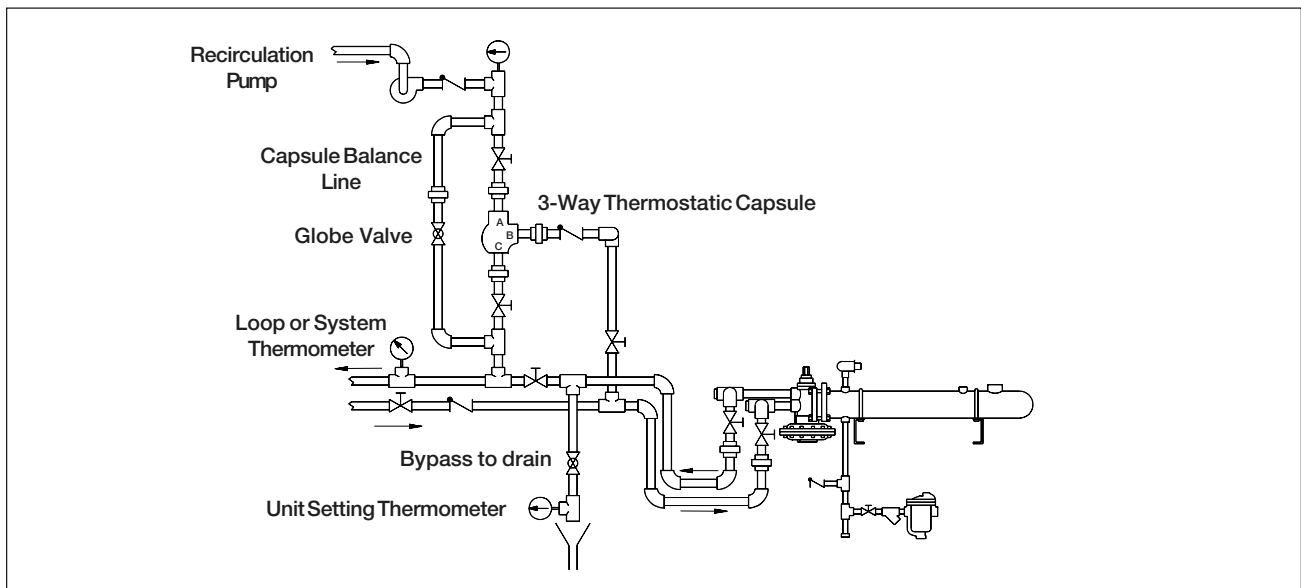 Recirculation
Pump
Capsule Balance
Line
3-Way Thermostatic Capsule
A
B
C
Globe Valve
Loop or System
Thermometer
Bypass to drain
Unit Setting Thermometer